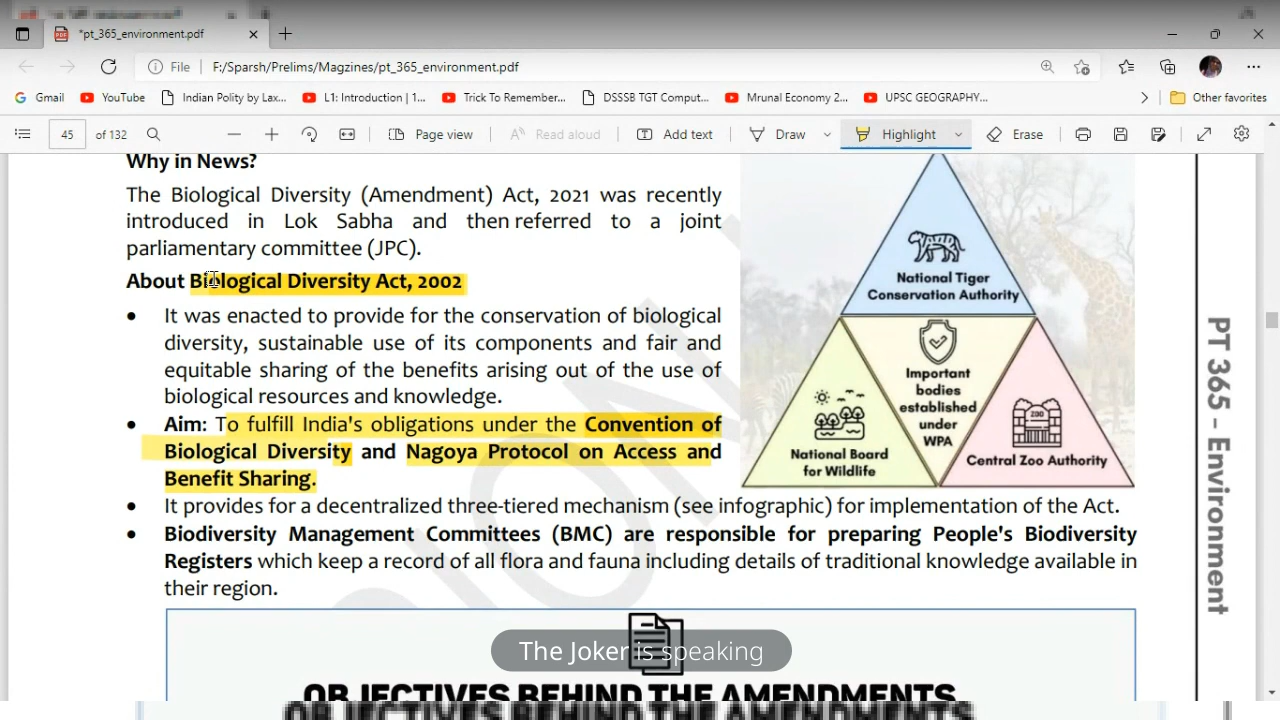 *pt_365_environment.pdf
File F:/Sparsh/Prelims/Magzines/pt_365_environment.pdf
Gmail YouTube Indian Polity by Lax... L1: Introduction | 1... Trick To Remember... DSSSB TGT Comput... Mrunal Economy 2... UPSC GEOGRAPHY... Other favorites
45 of 132 Page view Read aloud Add text Draw Highlight Erase
Why in News?
The Biological Diversity (Amendment) Act, 2021 was recently
introduced in Lok Sabha and then referred to a joint
parliamentary committee (JPC).
About Biological Diversity Act, 2002
• It was enacted to provide for the conservation of biological
diversity, sustainable use of its components and fair and
equitable sharing of the benefits arising out of the use of
biological resources and knowledge.
• Aim: To fulfill India's obligations under the Convention of
Biological Diversity and Nagoya Protocol on Access and
Benefit Sharing.
• It provides for a decentralized three-tiered mechanism (see infographic) for implementation of the Act.
• Biodiversity Management Committees (BMC) are responsible for preparing People's Biodiversity
Registers which keep a record of all flora and fauna including details of traditional knowledge available in
their region.
National Tiger
Conservation Authority
Important
bodies
established
under
WPA
National Board
for Wildlife
ZOO
Central Zoo Authority
PT 365 - Environment
The Joker is speaking
OBJECTIVES BEHIND THE AMENDMENTS